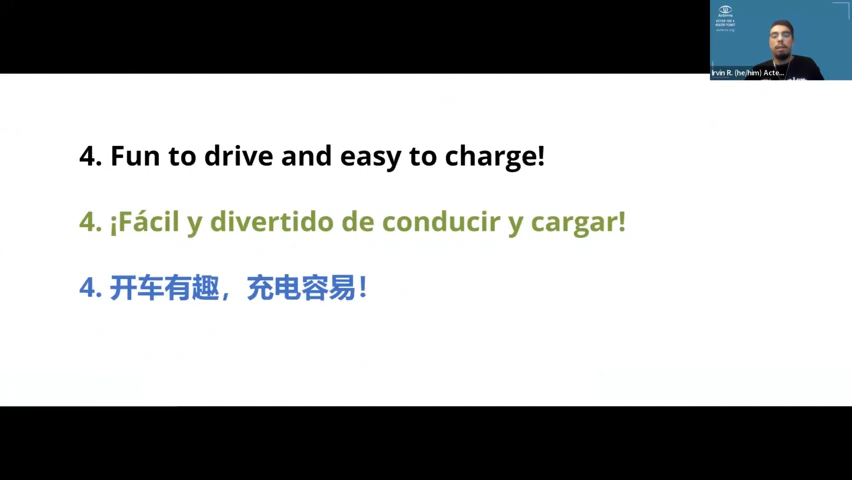 4. Fun to drive and easy to charge!
4. ¡Fácil y divertido de conducir y cargar!
4. 开车有趣，充电容易！
Irvin R. (he/him) Acte...